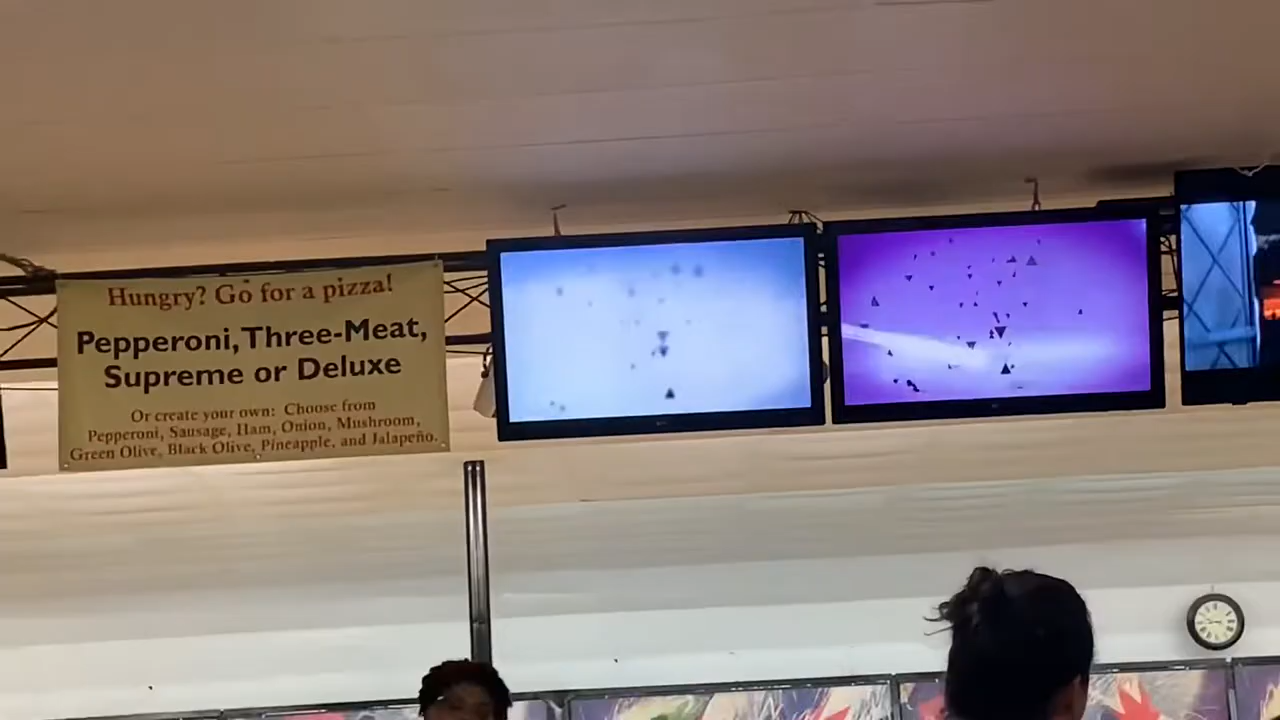 Hungry? Go for a pizza!
Pepperoni, Three-Meat,
Supreme or Deluxe
Or create your own: Choose from
Pepperoni, Sausage, Ham, Onion, Mushroom,
Green Olive, Black Olive, Pineapple, and Jalapeño.